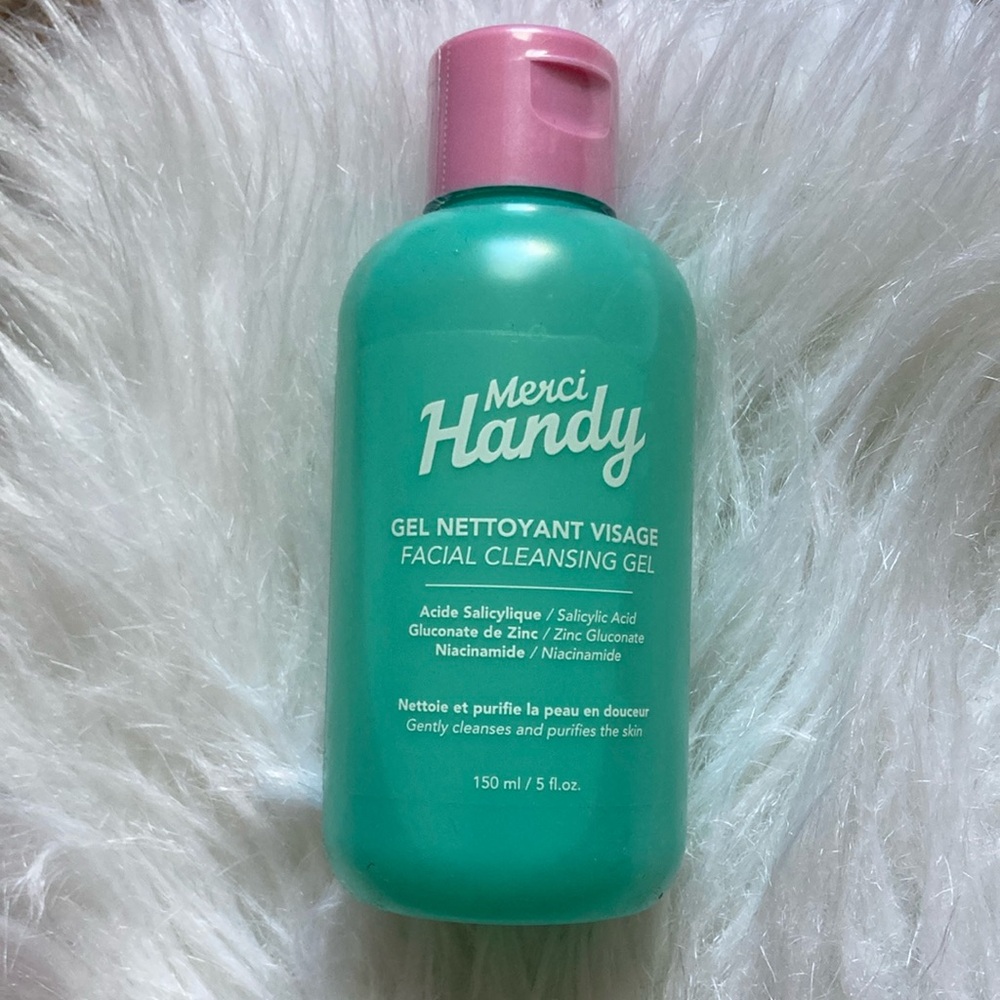 Merci
Handy
GEL NETTOYANT VISAGE
FACIAL CLEANSING GEL
Acide Salicylique / Salicylic Acid
Gluconate de Zinc / Zinc Gluconate
Niacinamide / Niacinamide
Nettoie et purifie la peau en douceur
Gently cleanses and purifies the skin
150 ml / 5 fl.oz.